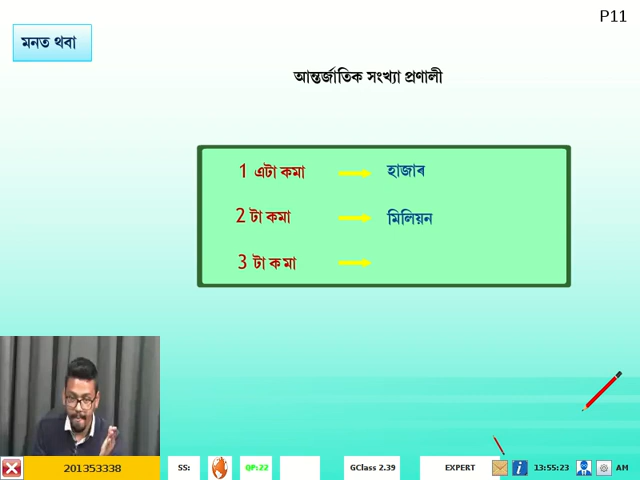 P11
মনত থবা
আন্তৰ্জাতিক সংখ্যা প্ৰণালী
1 এটা কমা হাজাৰ
2 টা কমা মিলিয়ন
3 টা কমা
201353338 SS: QP:22 GClass 2.39 EXPERT 13:55:23 AM